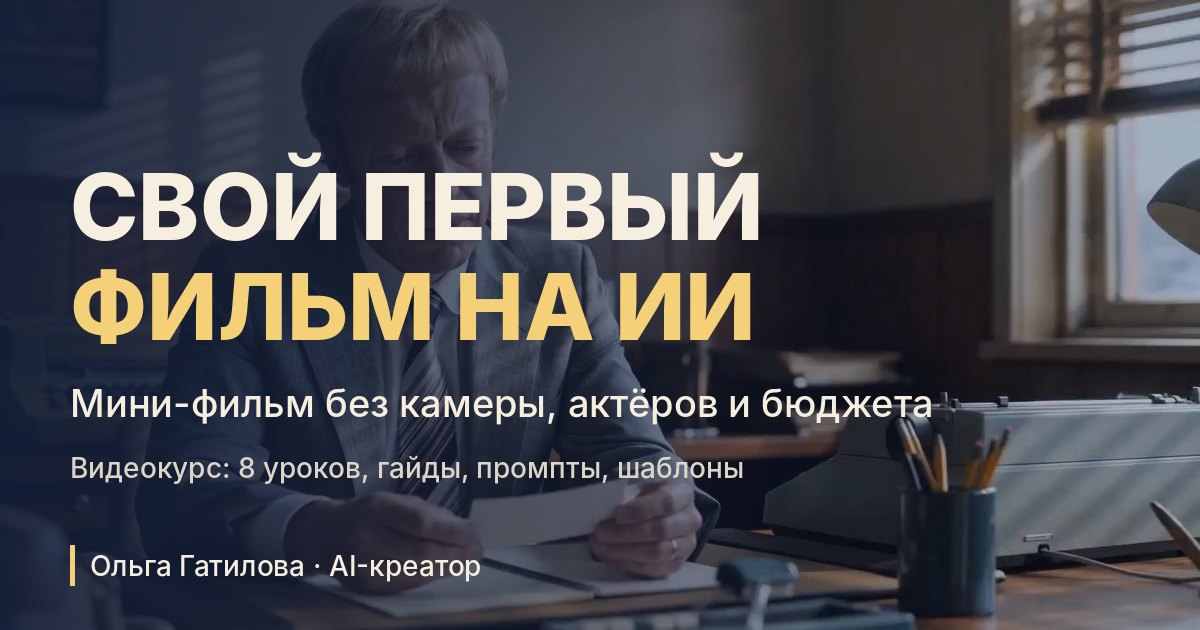 СВОЙ ПЕРВЫЙ
ФИЛЬМ НА ИИ
Мини-фильм без камеры, актёров и бюджета
Видеокурс: 8 уроков, гайды, промпты, шаблоны
Ольга Гатилова · AI-креатор